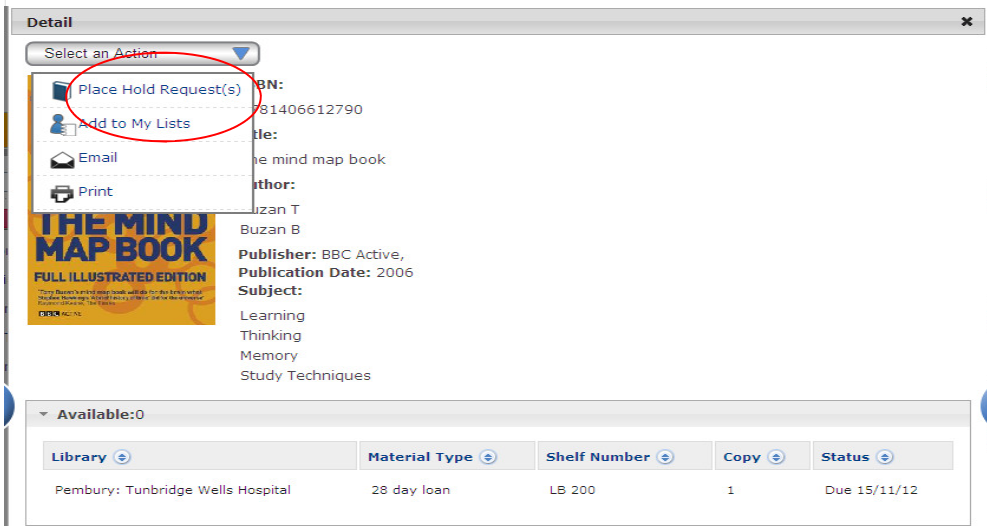 Detail
Select an Action
Place Hold Request(s)
Add to My Lists
Email
Print
BN:
781406612790
tle:
he mind map book
uthor:
uzan T
Buzan B
Publisher: BBC Active,
Publication Date: 2006
Subject:
Learning
Thinking
Memory
Study Techniques
THE MIND
MAP BOOK
FULL ILLUSTRATED EDITION
BBC ACTIVE
Available:0
Library Material Type Shelf Number Copy Status
Pembury: Tunbridge Wells Hospital 28 day loan LB 200 1 Due 15/11/12